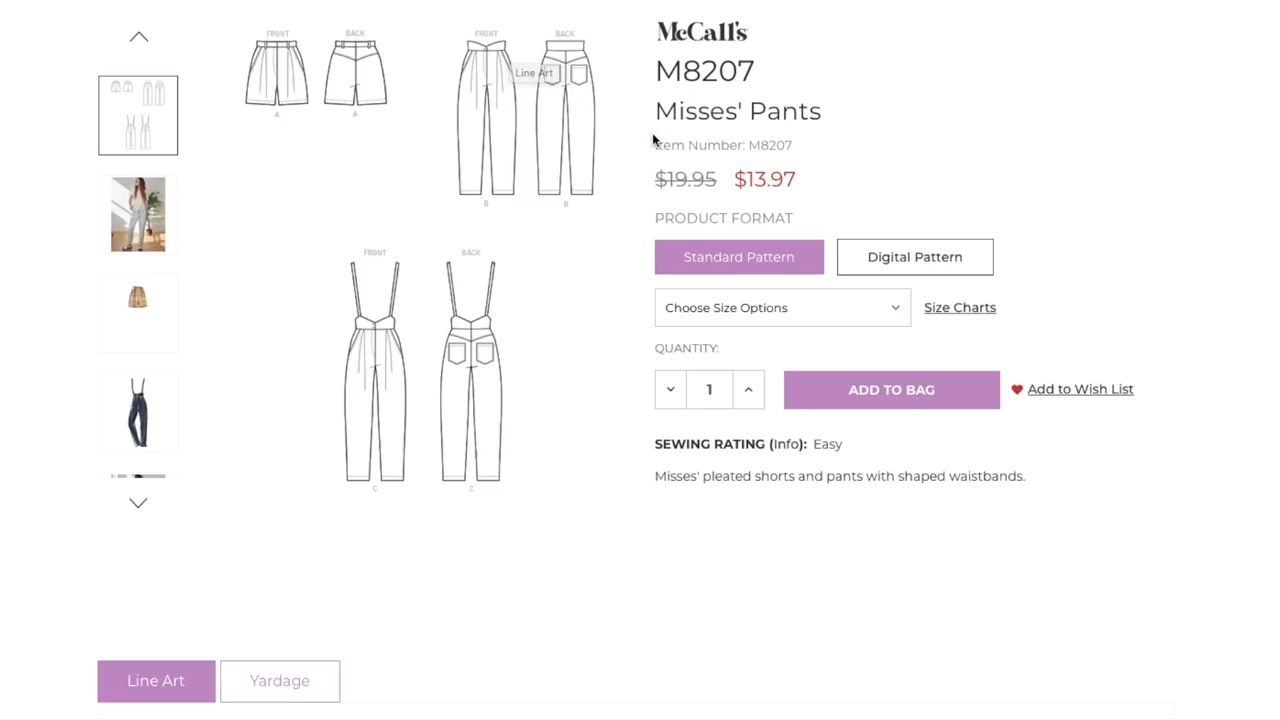 FRONT BACK
A A
FRONT BACK
Line Art
B B
FRONT BACK
C C
McCall's
M8207
Misses' Pants
Item Number: M8207
$19.95 $13.97
PRODUCT FORMAT
Standard Pattern Digital Pattern
Choose Size Options Size Charts
QUANTITY:
1 ADD TO BAG Add to Wish List
SEWING RATING (Info): Easy
Misses' pleated shorts and pants with shaped waistbands.
Line Art Yardage